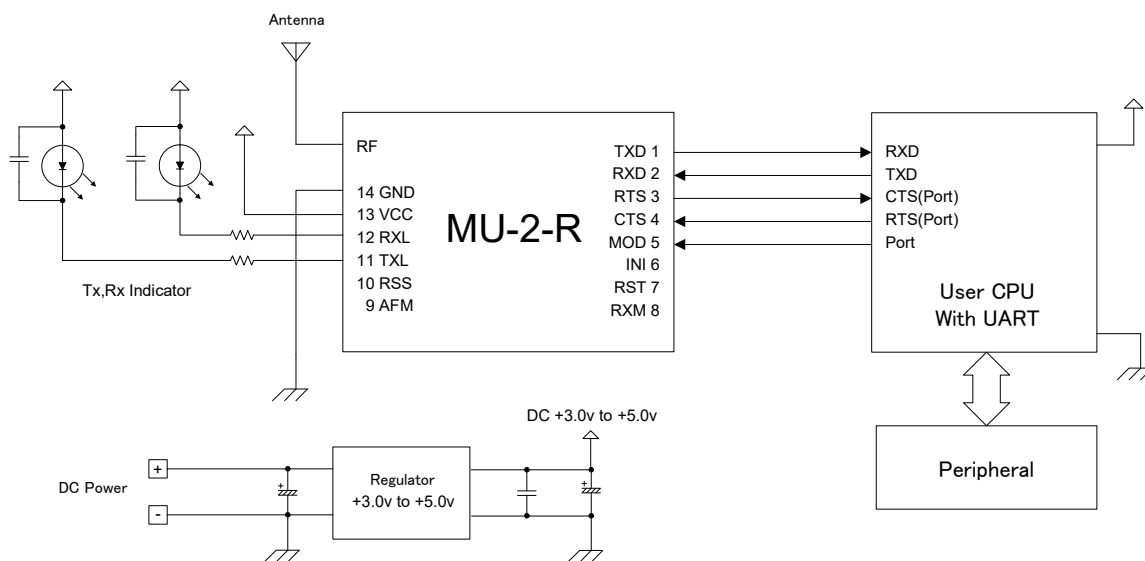 Antenna
RF
14 GND
13 VCC
12 RXL
11 TXL
10 RSS
9 AFM
MU-2-R
TXD 1
RXD 2
RTS 3
CTS 4
MOD 5
INI 6
RST 7
RXM 8
RXD
TXD
CTS(Port)
RTS(Port)
Port
User CPU
With UART
Tx,Rx Indicator
Peripheral
DC Power
+
-
+
Regulator
+3.0v to +5.0v
DC +3.0v to +5.0v
+